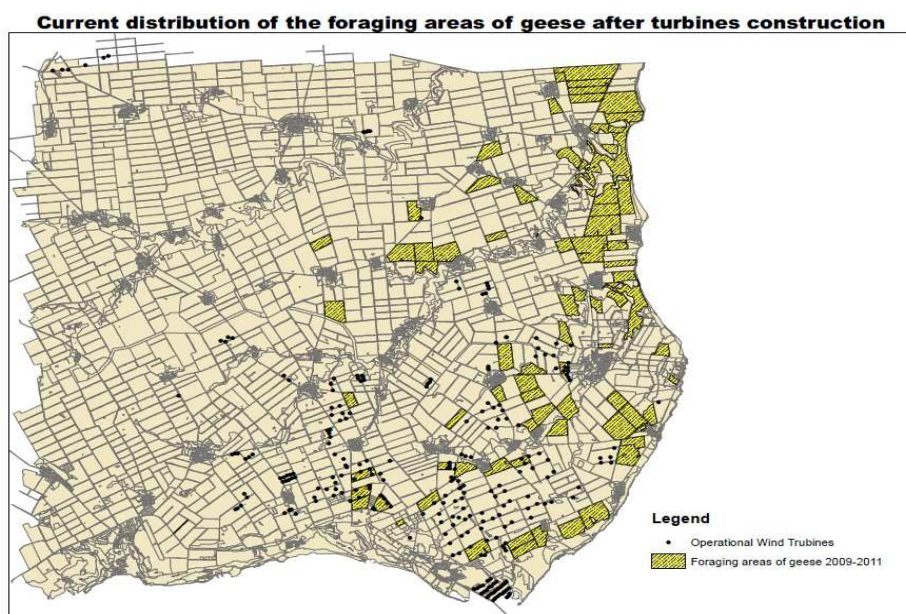 Current distribution of the foraging areas of geese after turbines construction
Legend
Operational Wind Trubines
Foraging areas of geese 2009-2011